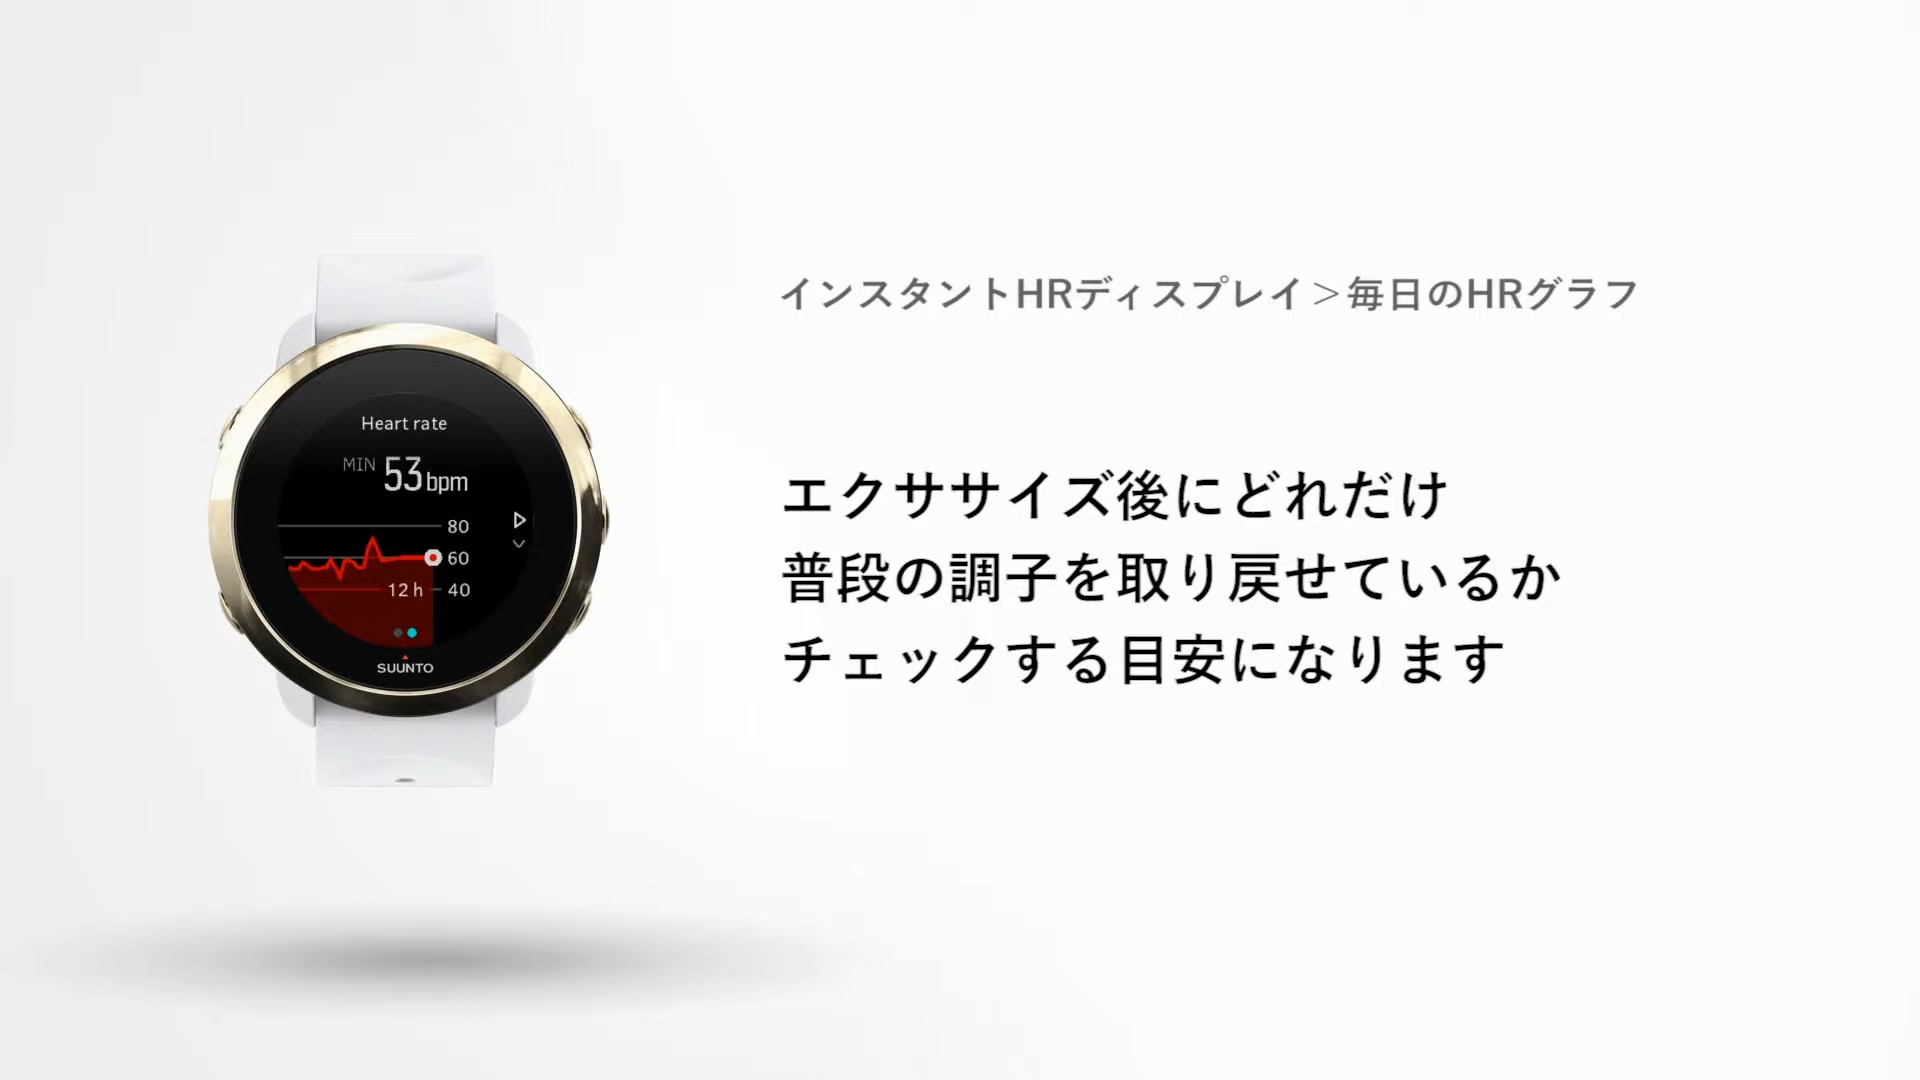 インスタントHRディスプレイ＞毎日のHRグラフ
エクササイズ後にどれだけ
普段の調子を取り戻せているか
チェックする目安になります
Heart rate
MIN 53 bpm
80
60
12 h 40
SUUNTO